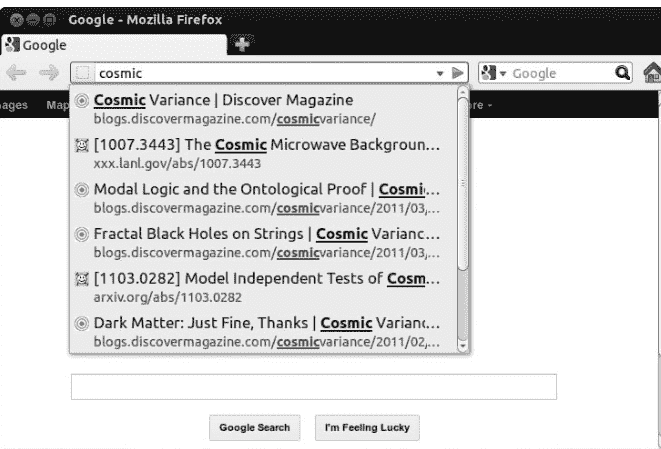 Google - Mozilla Firefox
Google
cosmic
Google
ages Map ore
Cosmic Variance | Discover Magazine
blogs.discovermagazine.com/cosmicvariance/
[1007.3443] The Cosmic Microwave Backgroun...
xxx.lanl.gov/abs/1007.3443
Modal Logic and the Ontological Proof | Cosmi...
blogs.discovermagazine.com/cosmicvariance/2011/03,...
Fractal Black Holes on Strings | Cosmic Varianc...
blogs.discovermagazine.com/cosmicvariance/2011/03,...
[1103.0282] Model Independent Tests of Cosm...
arxiv.org/abs/1103.0282
Dark Matter: Just Fine, Thanks | Cosmic Varianc...
blogs.discovermagazine.com/cosmicvariance/2011/02,...
Google Search I'm Feeling Lucky